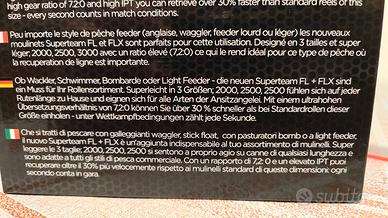 high gear ratio of 7.2:0 and high IPT you can retrieve over 30% faster than standard reels of this
size - every second counts in match conditions.
Peu importe le style de pêche feeder (anglaise, waggler, feeder lourd ou léger) les nouveaux
moulinets Superteam FL et FLX sont parfaits pour cette utilisation. Designé en 3 tailles et super
léger; 2000, 2500, 3000 avec un ratio élevé (7,2:0) ce qui le rend idéal pour ce type de pêche où
la recuperation de ligne est importante.
Ob Wackler, Schwimmer, Bombarde oder Light Feeder - die neuen Superteam FL + FLX sind
ein Muss für Ihr Rollensortiment. Superleicht in 3 Größen; 2000, 2500, 2500 fühlen sich auf jeder
Rutenlänge zu Hause und eignen sich für alle Arten der Ansitzangelei. Mit einem ultrahohen
Übersetzungsverhältnis von 7.2:0 können Sie über 30 % schneller als bei Standardrollen dieser
Größe einholen - unter Wettkampfbedingungen zählt jede Sekunde.
Che si tratti di pescare con galleggianti waggler, stick float, con pasturatori bomb o a light feeder,
il nuovo Superteam FL + FLX è un'aggiunta indispensabile al tuo assortimento di mulinelli. Super
leggere le 3 taglie; 2000, 2500, 2500 si sentono a proprio agio su canne di qualsiasi lunghezza e
sono adatte a tutti gli stili di pesca commerciale. Con un rapporto di 7,2: 0 e un elevato IPT puoi
recuperare oltre il 30% più velocemente rispetto ai mulinelli standard di queste dimensioni: ogni
secondo conta in gara.
subito